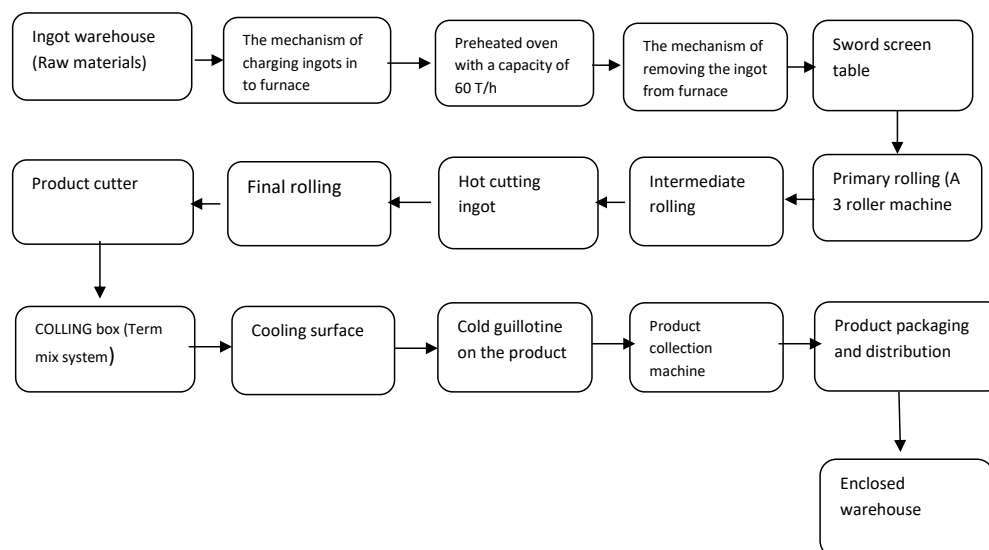 Ingot warehouse
(Raw materials)
The mechanism of
charging ingots in
to furnace
Preheated oven
with a capacity of
60 T/h
The mechanism of
removing the ingot
from furnace
Sword screen
table
Product cutter
Final rolling
Hot cutting
ingot
Intermediate
rolling
Primary rolling (A
3 roller machine
COLLING box (Term
mix system)
Cooling surface
Cold guillotine
on the product
Product
collection
machine
Product packaging
and distribution
Enclosed
warehouse